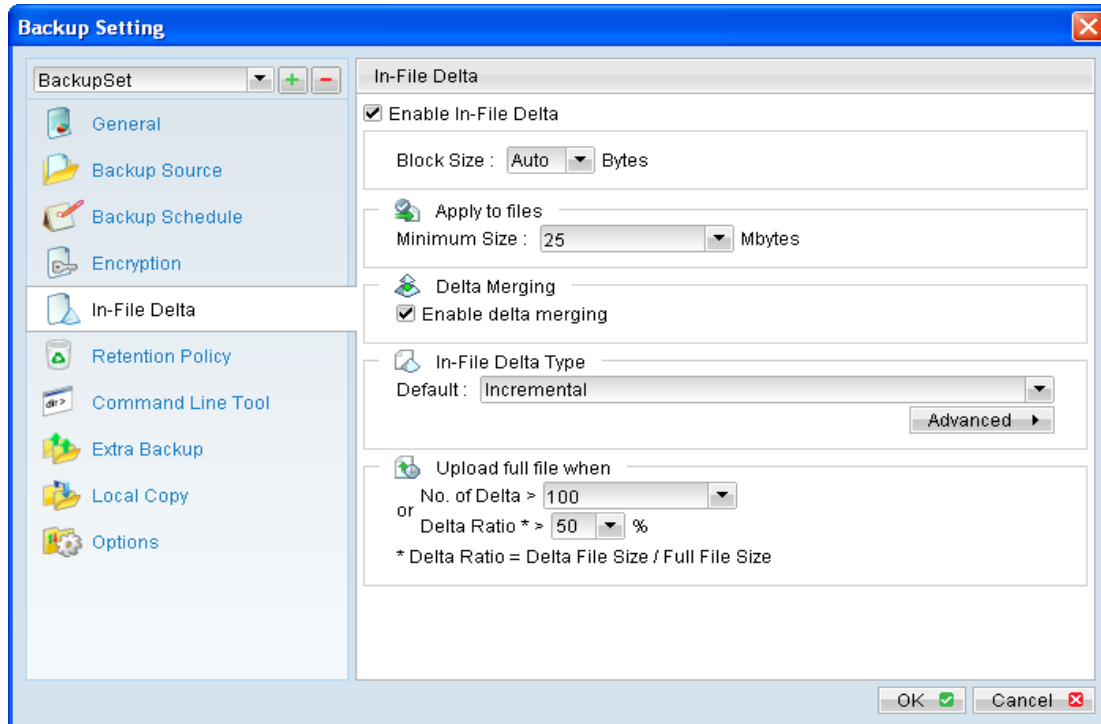 Backup Setting
BackupSet
General
Backup Source
Backup Schedule
Encryption
In-File Delta
Retention Policy
Command Line Tool
Extra Backup
Local Copy
Options
In-File Delta
Enable In-File Delta
Block Size : Auto Bytes
Apply to files
Minimum Size : 25 Mbytes
Delta Merging
Enable delta merging
In-File Delta Type
Default : Incremental
Advanced
Upload full file when
No. of Delta > 100
or
Delta Ratio * > 50 %
* Delta Ratio = Delta File Size / Full File Size
OK Cancel